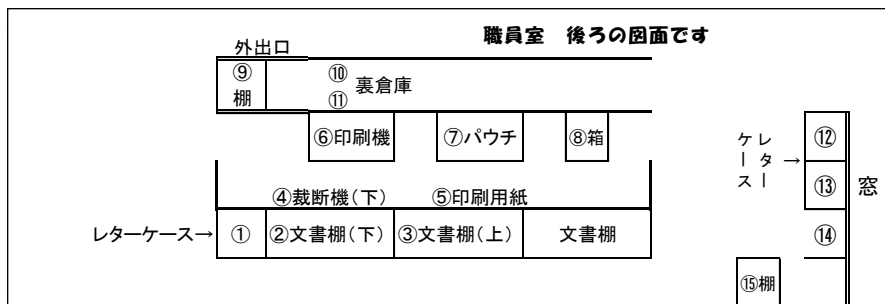 職員室 後ろの図面です
外出口
⑨
棚
⑩
⑪
裏倉庫
⑥印刷機
⑦パウチ
⑧箱
④裁断機(下)
⑤印刷用紙
レターケース→
①
②文書棚(下)
③文書棚(上)
文書棚
レター
ケース
→
⑫
⑬
⑭
窓
⑮棚